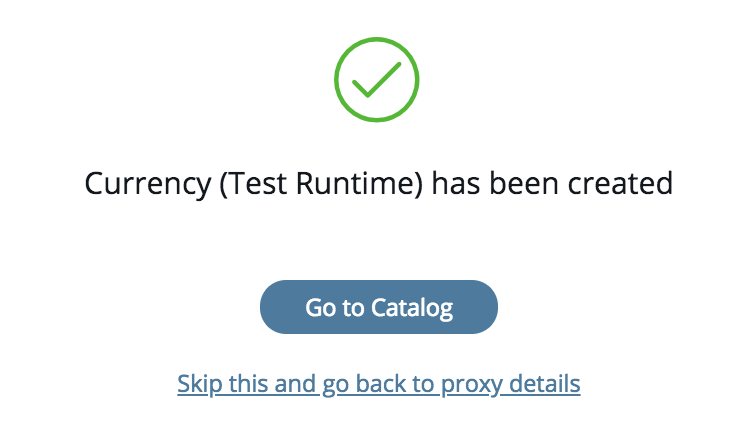 Currency (Test Runtime) has been created
Go to Catalog
Skip this and go back to proxy details